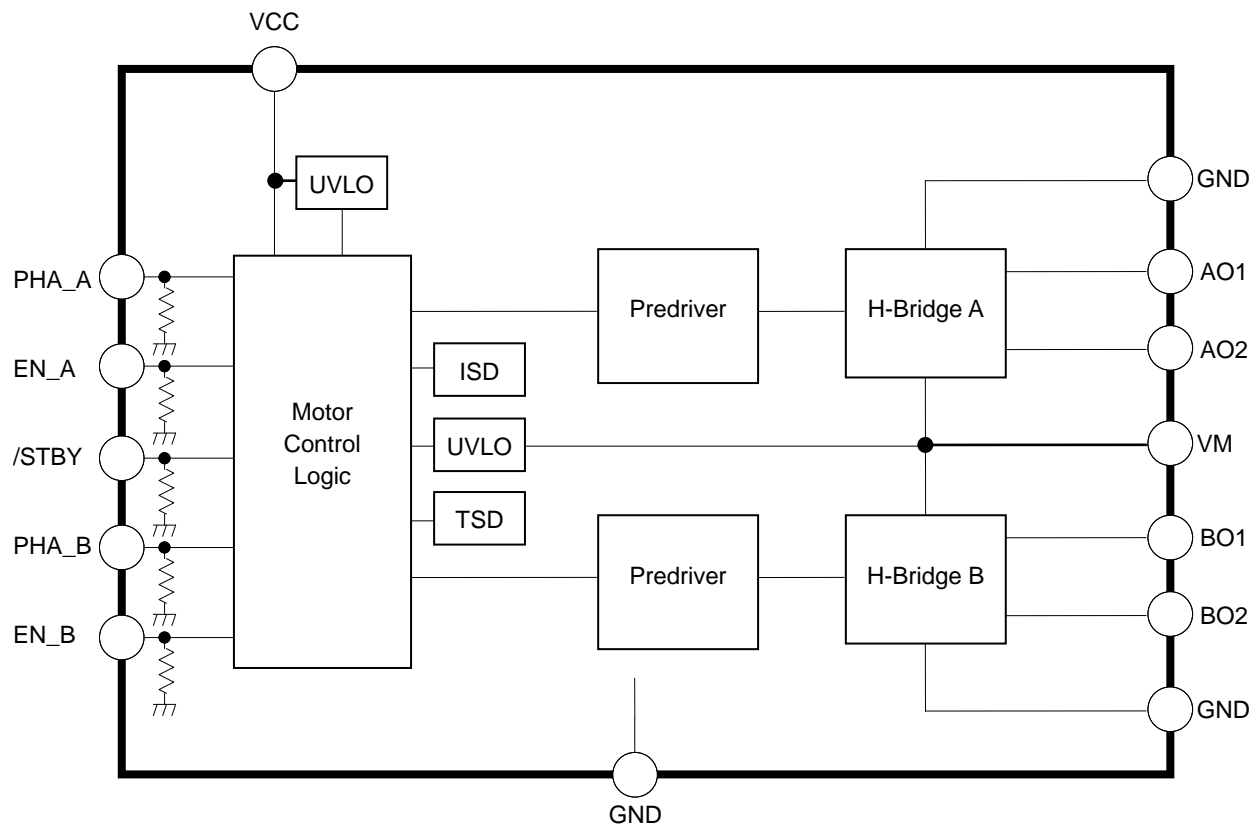 VCC
UVLO
GND
PHA_A
AO1
Predriver
H-Bridge A
AO2
EN_A
ISD
Motor
Control
Logic
UVLO
VM
/STBY
TSD
PHA_B
BO1
Predriver
H-Bridge B
BO2
EN_B
GND
GND